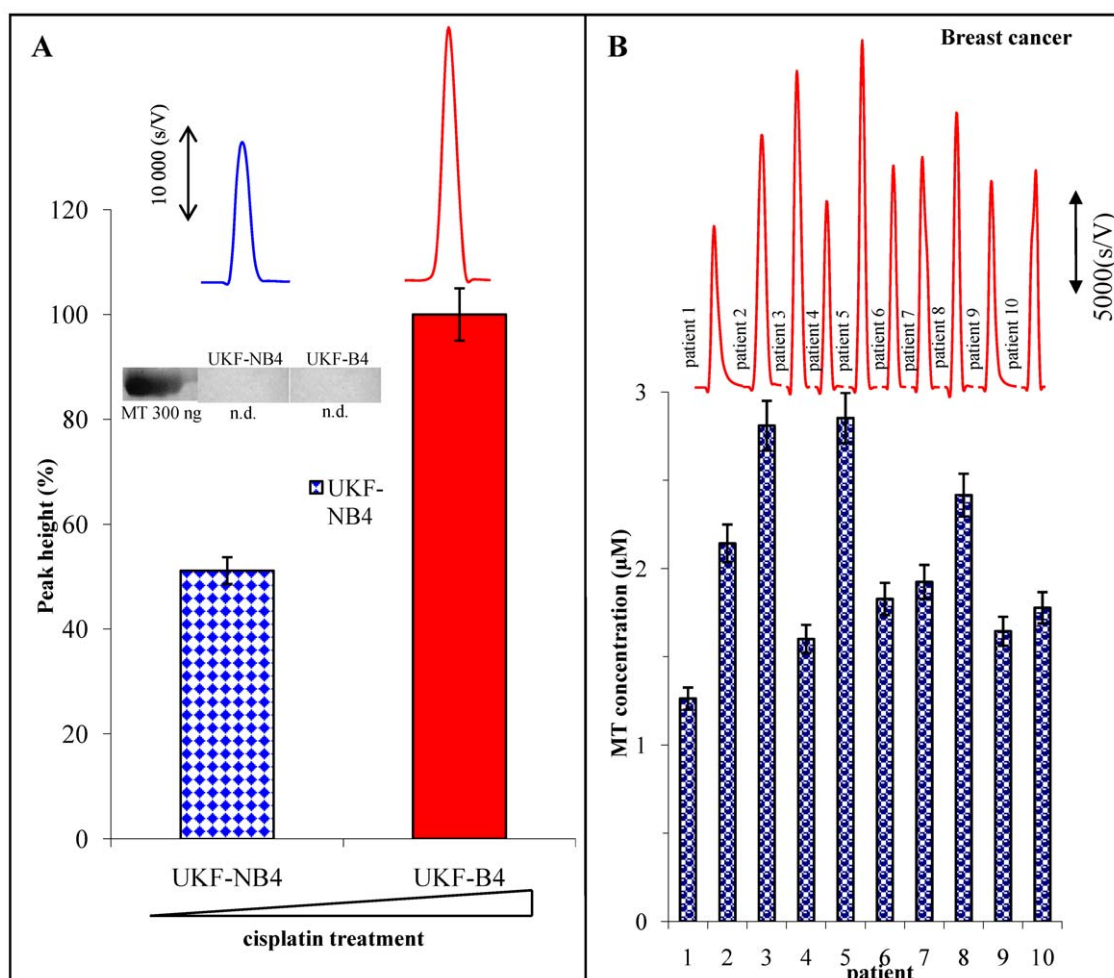 A
10 000 (s/V)
120
100
80
60
40
20
0
Peak height (%)
UKF-NB4 UKF-B4
MT 300 ng n.d. n.d.
UKF-
NB4
UKF-NB4 UKF-B4
cisplatin treatment
B
Breast cancer
5000(s/V)
patient 1
patient 2
patient 3
patient 4
patient 5
patient 6
patient 7
patient 8
patient 9
patient 10
3
2
1
0
MT concentration (µM)
1 2 3 4 5 6 7 8 9 10
patient